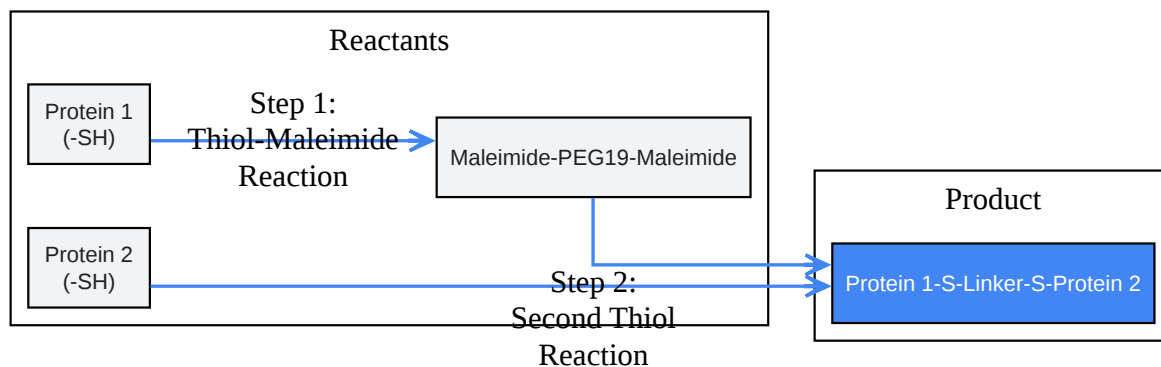 Reactants
Protein 1
(-SH)
Step 1:
Thiol-Maleimide
Reaction
Maleimide-PEG19-Maleimide
Protein 2
(-SH)
Step 2:
Second Thiol
Reaction
Product
Protein 1-S-Linker-S-Protein 2